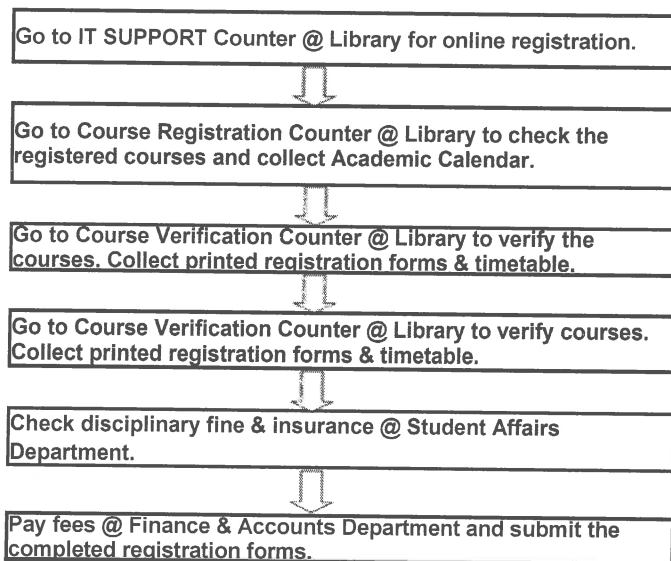 Go to IT SUPPORT Counter @ Library for online registration.
Go to Course Registration Counter @ Library to check the
registered courses and collect Academic Calendar.
Go to Course Verification Counter @ Library to verify the
courses. Collect printed registration forms & timetable.
Go to Course Verification Counter @ Library to verify courses.
Collect printed registration forms & timetable.
Check disciplinary fine & insurance @ Student Affairs
Department.
Pay fees @ Finance & Accounts Department and submit the
completed registration forms.